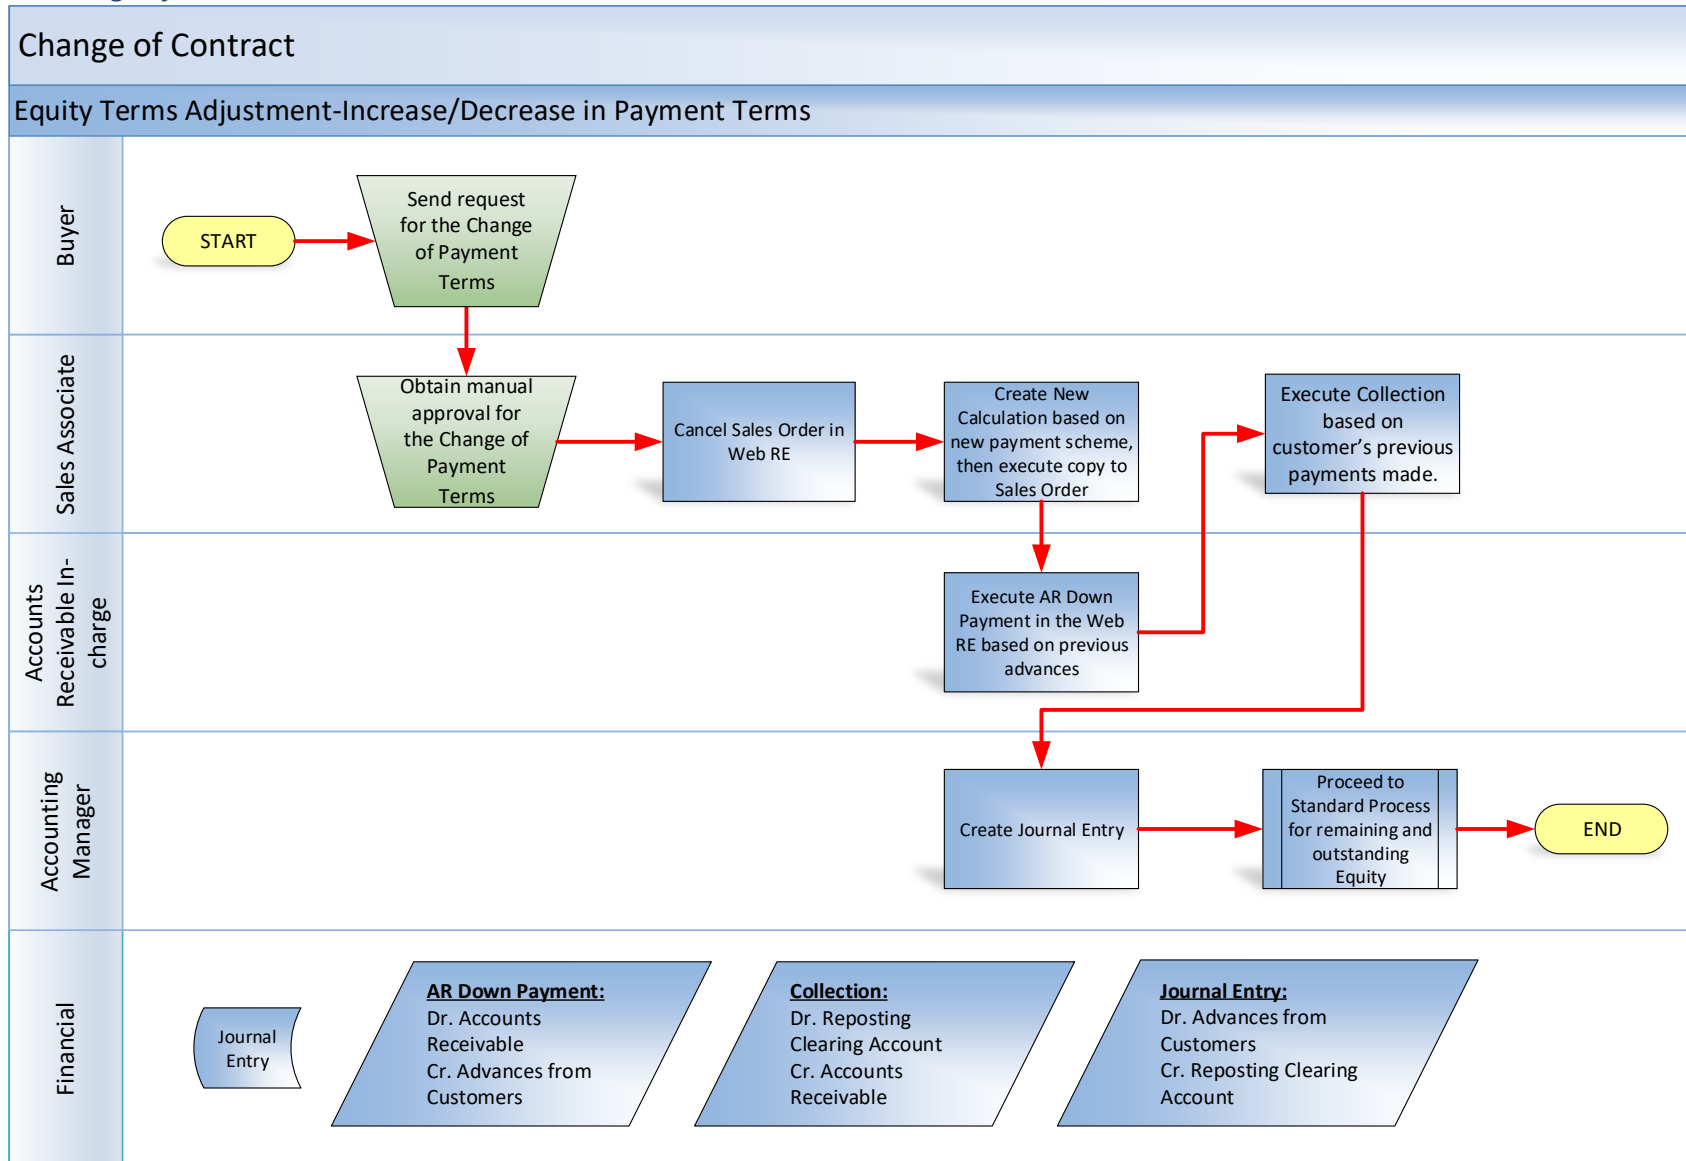 Change of Contract
Equity Terms Adjustment-Increase/Decrease in Payment Terms
Buyer
START
Send request
for the Change
of Payment
Terms
Sales Associate
Obtain manual
approval for
the Change of
Payment
Terms
Cancel Sales Order in
Web RE
Create New
Calculation based on
new payment scheme,
then execute copy to
Sales Order
Execute Collection
based on
customer’s previous
payments made.
Accounts
Receivable In-
charge
Execute AR Down
Payment in the Web
RE based on previous
advances
Accounting
Manager
Create Journal Entry
Proceed to
Standard Process
for remaining and
outstanding
Equity
END
Financial
Journal
Entry
AR Down Payment:
Dr. Accounts
Receivable
Cr. Advances from
Customers
Collection:
Dr. Reposting
Clearing Account
Cr. Accounts
Receivable
Journal Entry:
Dr. Advances from
Customers
Cr. Reposting Clearing
Account